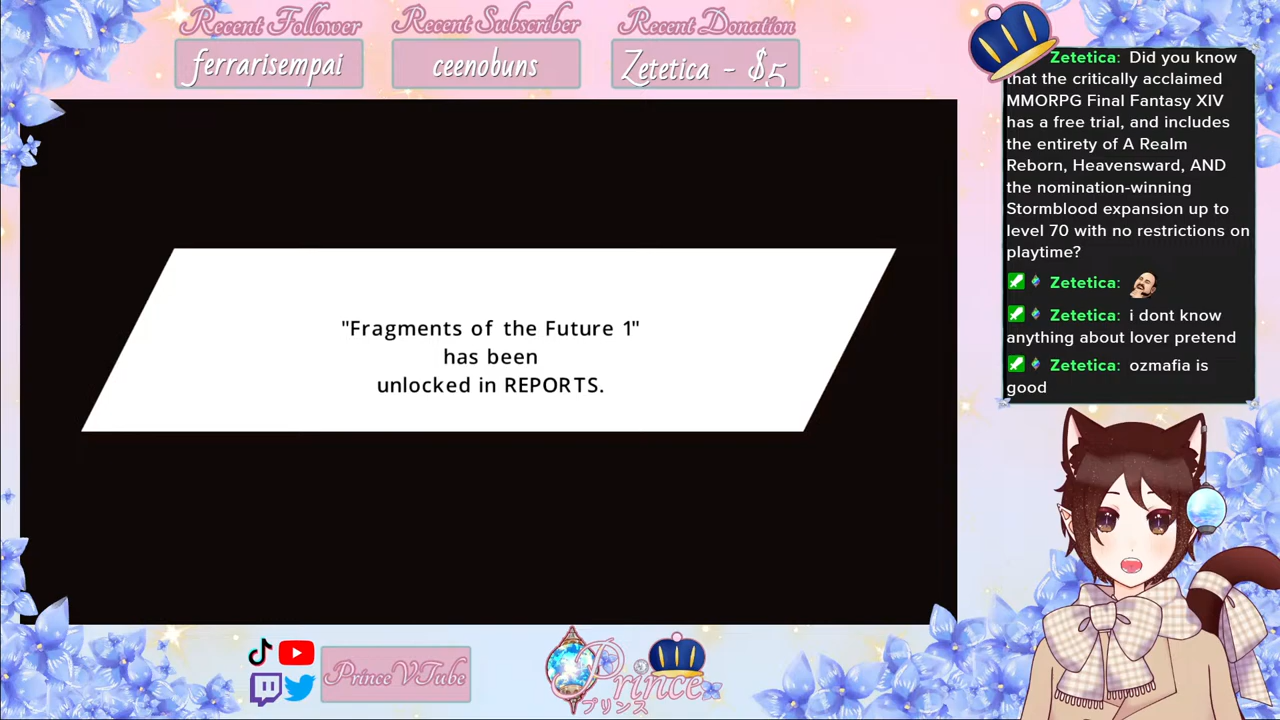 Recent Follower
Recent Subscriber
Recent Donation
ferrarisempai
ceenobuns
Zetetica - $5
Zetetica: Did you know
that the critically acclaimed
MMORPG Final Fantasy XIV
has a free trial, and includes
the entirety of A Realm
Reborn, Heavensward, AND
the nomination-winning
Stormblood expansion up to
level 70 with no restrictions on
playtime?
Zetetica:
Zetetica: i dont know
anything about lover pretend
Zetetica: ozmafia is
good
"Fragments of the Future 1"
has been
unlocked in REPORTS.
PrinceVTube
Prince
プリンス